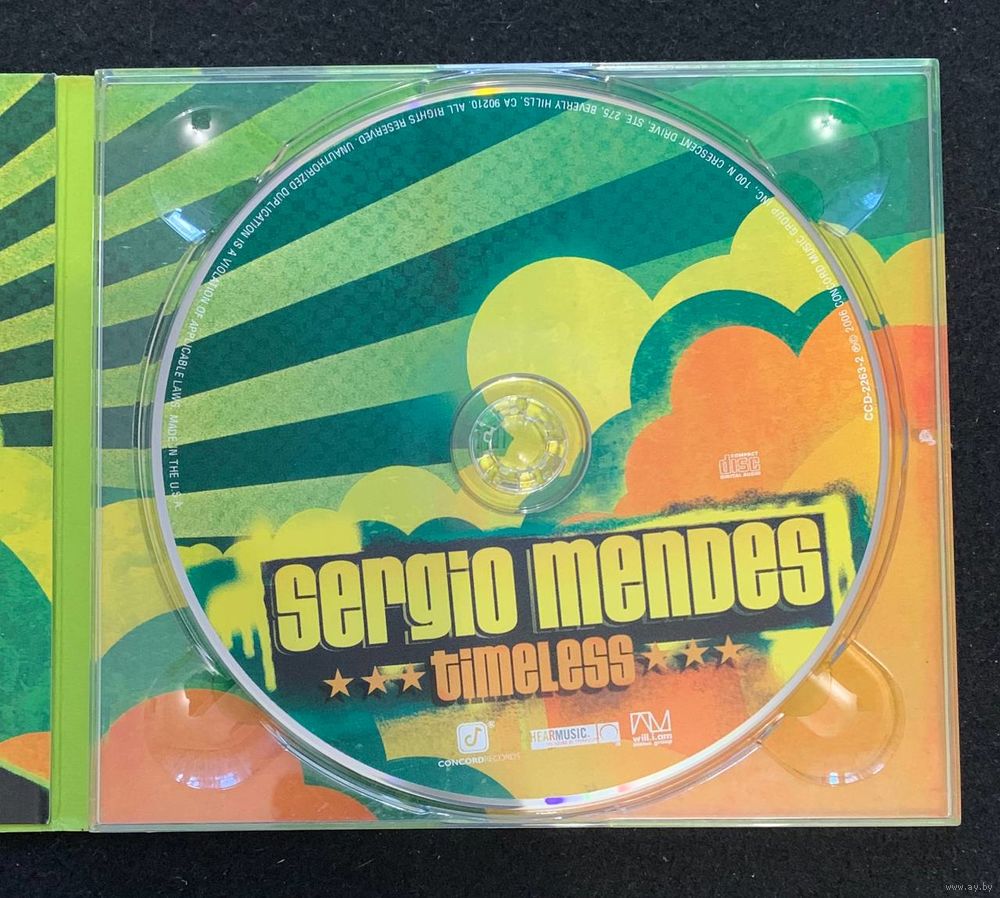 CCD-2263-2 ℗© 2006 CONCORD MUSIC GROUP, INC., 100 N. CRESCENT DRIVE, STE. 275, BEVERLY HILLS, CA 90210. ALL RIGHTS RESERVED. UNAUTHORIZED DUPLICATION IS A VIOLATION OF APPLICABLE LAWS. MADE IN THE U.S.A.
COMPACT
disc
DIGITAL AUDIO
sergio mendes
timeless
CONCORDRECORDS
HEARMUSIC.
will.i.am
music group
www.ay.by